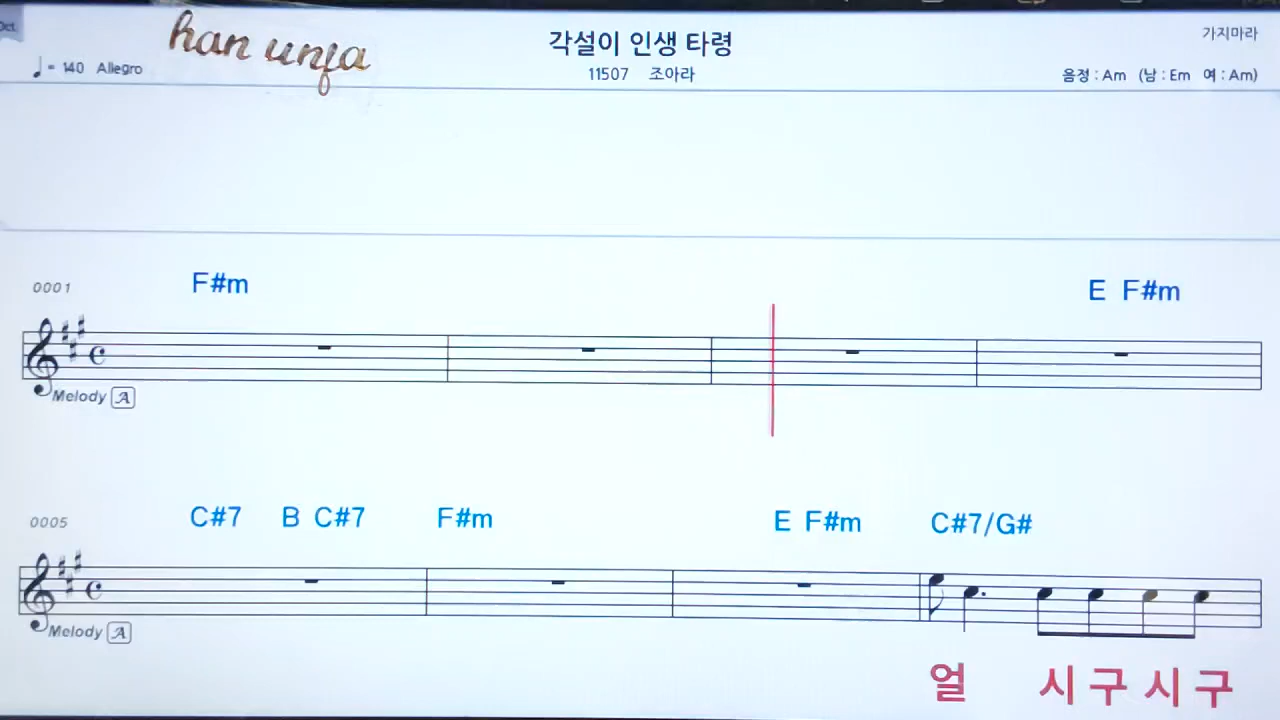 Oct.
han unja
각설이 인생 타령
가지마라
♩= 140 Allegro
11507 조아라
음정 : Am (남 : Em 여 : Am)
0001
F#m E F#m
Melody A
0005
C#7 B C#7 F#m E F#m C#7/G#
Melody A
얼 시 구 시 구